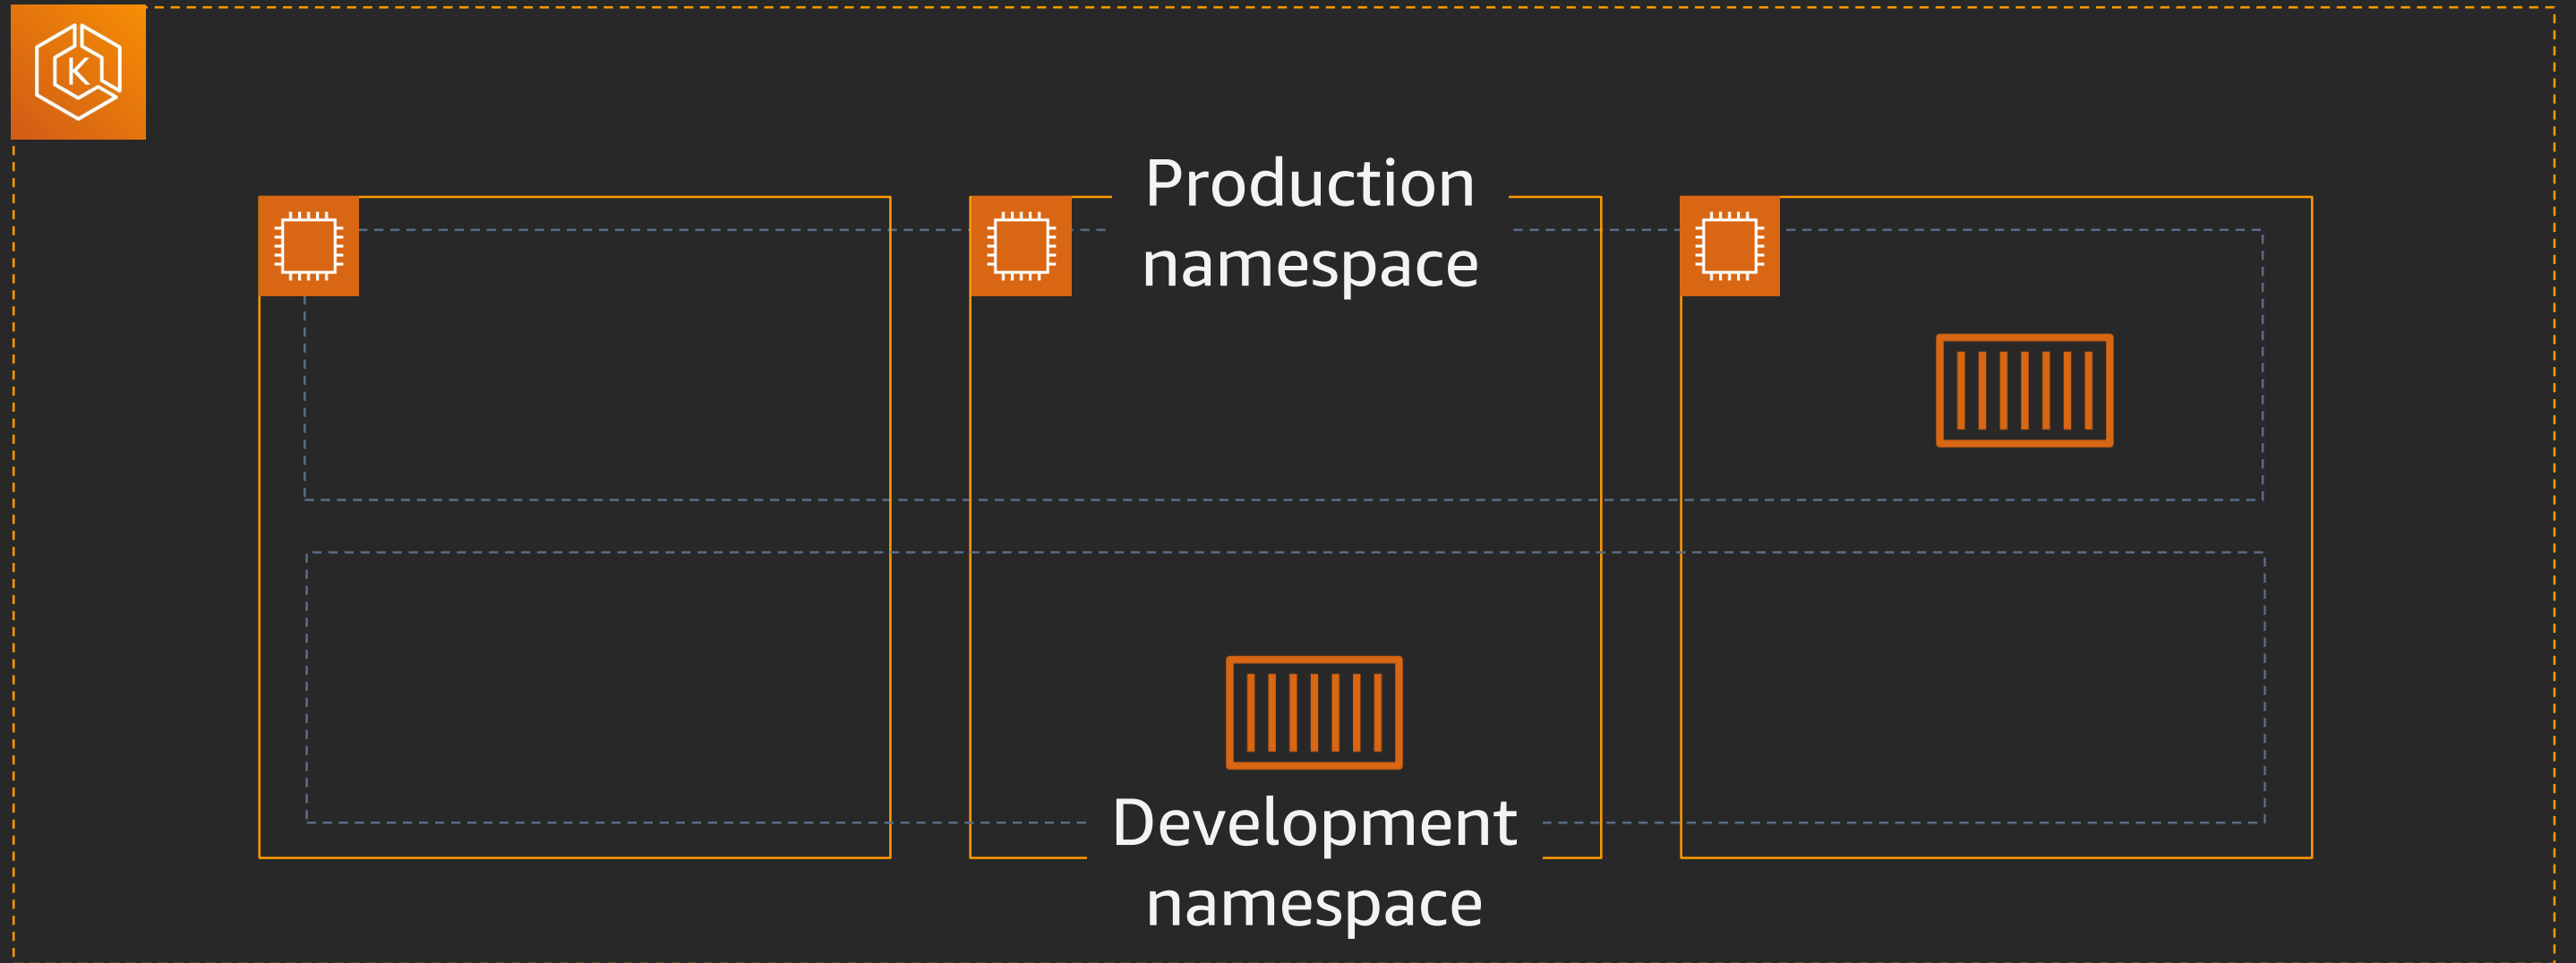 K
Production
namespace
Development
namespace